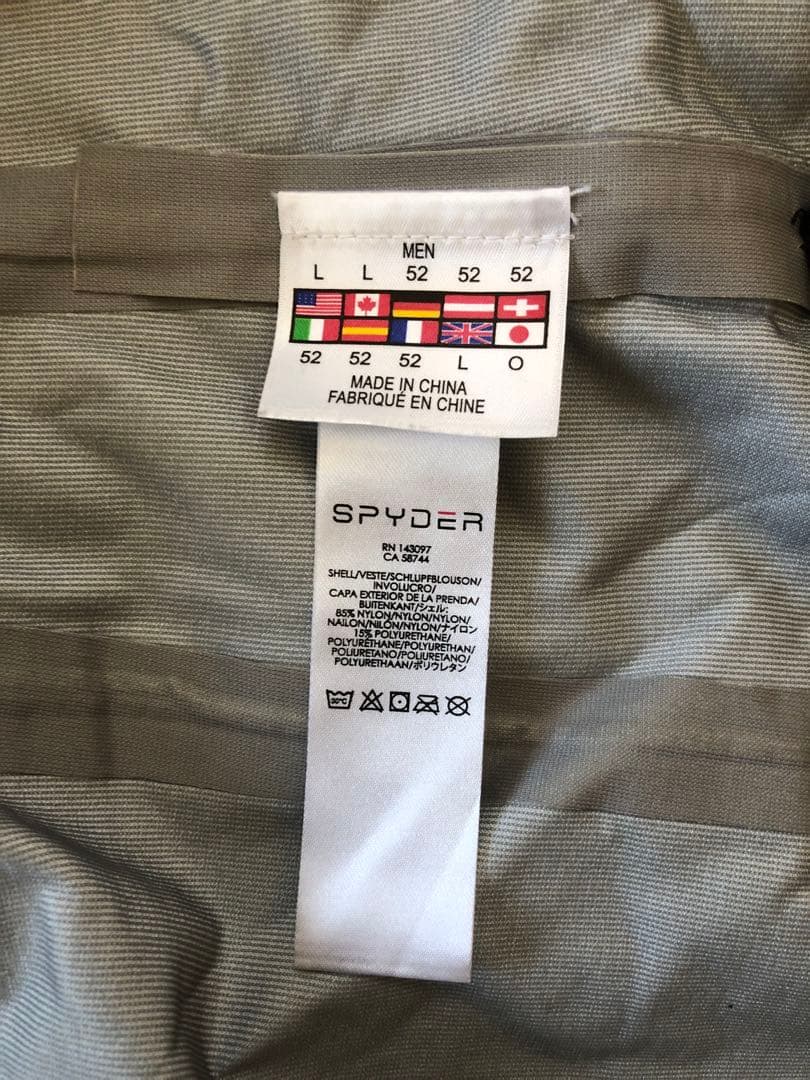 MEN
L L 52 52 52
52 52 52 L O
MADE IN CHINA
FABRIQUÉ EN CHINE
SPYDER
RN 143097
CA 58744
SHELL/VESTE/SCHLUPFBLOUSON/
INVOLUCRO/
CAPA EXTERIOR DE LA PRENDA/
BUITENKANT/シェル:
85% NYLON/NYLON/NYLON/
NAILON/NILÓN/NYLON/ナイロン
15% POLYURETHANE/
POLYURÉTHANE/POLYURETHAN/
POLIURETANO/POLIURETANO/
POLYURETHAAN/ポリウレタン
30°C